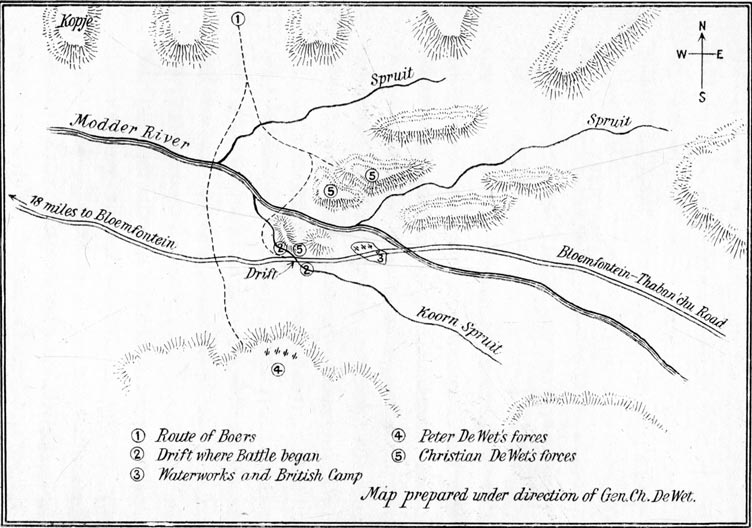 Kopje
①
N
W E
S
Spruit
Spruit
Modder River
⑤
⑤
18 miles to Bloemfontein
② ⑤
③
Drift
②
Bloemfontein-Thaban'chu Road
Koorn Spruit
④
① Route of Boers
② Drift where Battle began
③ Waterworks and British Camp
④ Peter De Wet's forces
⑤ Christian De Wet's forces
Map prepared under direction of Gen. Ch. De Wet.